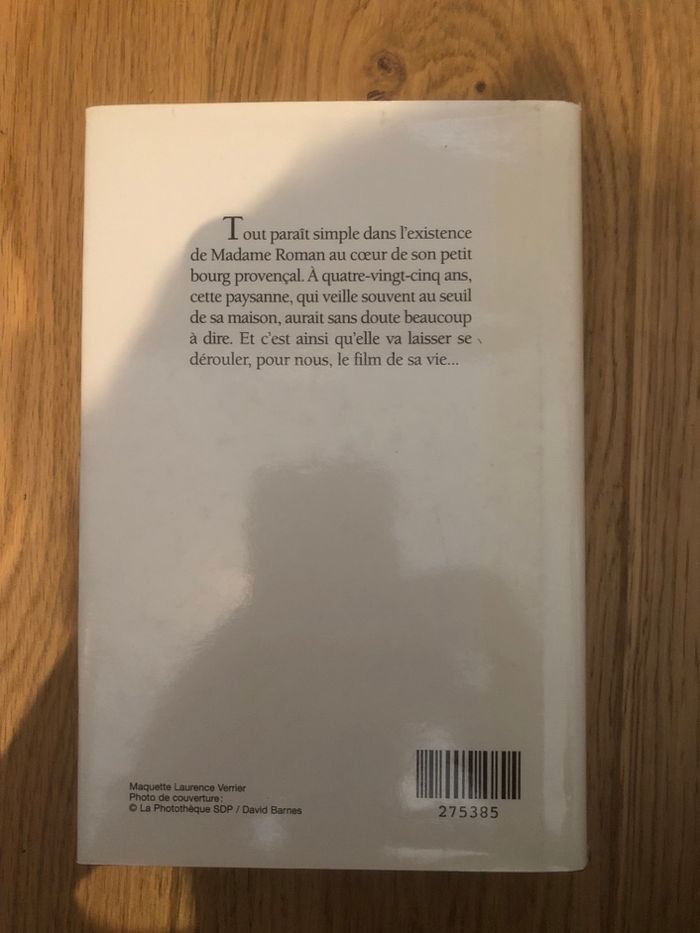 Tout paraît simple dans l'existence
de Madame Roman au cœur de son petit
bourg provençal. À quatre-vingt-cinq ans,
cette paysanne, qui veille souvent au seuil
de sa maison, aurait sans doute beaucoup
à dire. Et c'est ainsi qu'elle va laisser se
dérouler, pour nous, le film de sa vie...
Maquette Laurence Verrier
Photo de couverture :
© La Photothèque SDP / David Barnes
275385